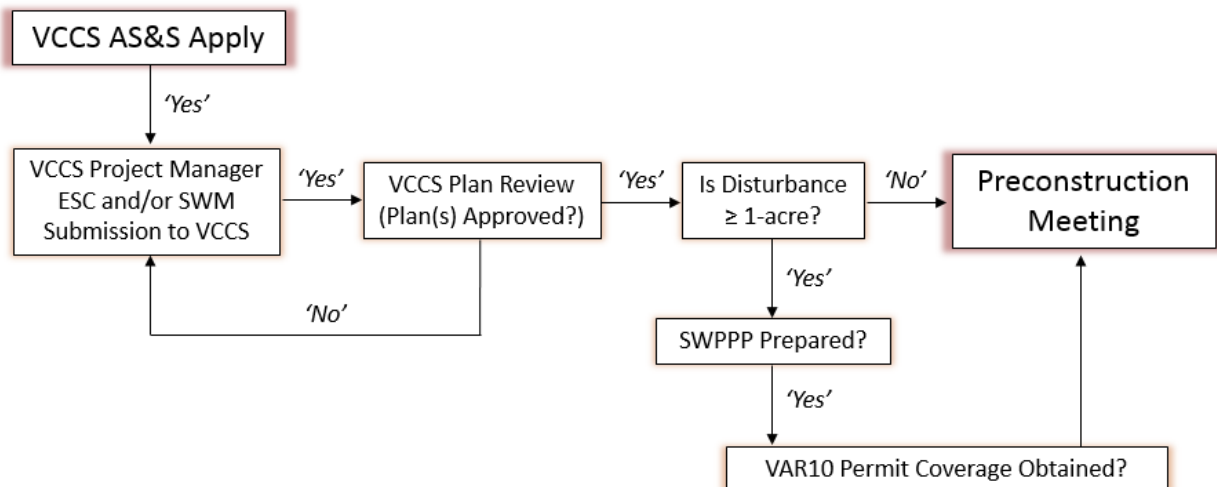 VCCS AS&S Apply
‘Yes’
VCCS Project Manager
ESC and/or SWM
Submission to VCCS
‘Yes’
VCCS Plan Review
(Plan(s) Approved?)
‘Yes’
Is Disturbance
≥ 1-acre?
‘No’
Preconstruction
Meeting
‘No’
‘Yes’
SWPPP Prepared?
‘Yes’
VAR10 Permit Coverage Obtained?